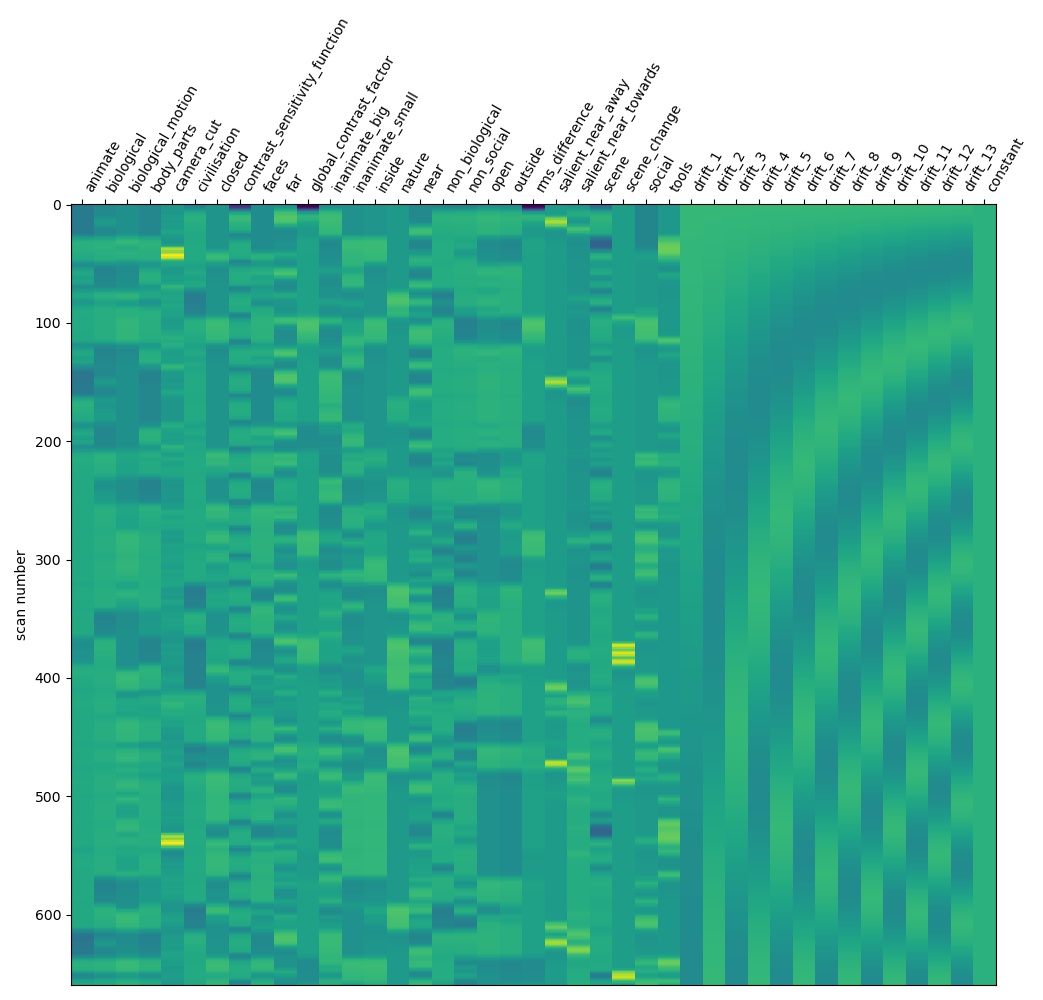 animate
biological
biological_motion
body_parts
camera_cut
civilisation
closed
contrast_sensitivity_function
faces
far
global_contrast_factor
inanimate_big
inanimate_small
inside
nature
near
non_biological
non_social
open
outside
rms_difference
salient_near_away
salient_near_towards
scene
scene_change
social
tools
drift_1
drift_2
drift_3
drift_4
drift_5
drift_6
drift_7
drift_8
drift_9
drift_10
drift_11
drift_12
drift_13
constant
0
100
200
300
400
500
600
scan number